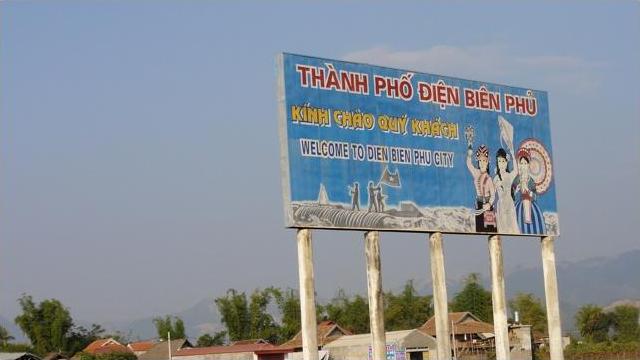 THÀNH PHỐ ĐIỆN BIÊN PHỦ
KÍNH CHÀO QUÝ KHÁCH
WELCOME TO DIEN BIEN PHU CITY